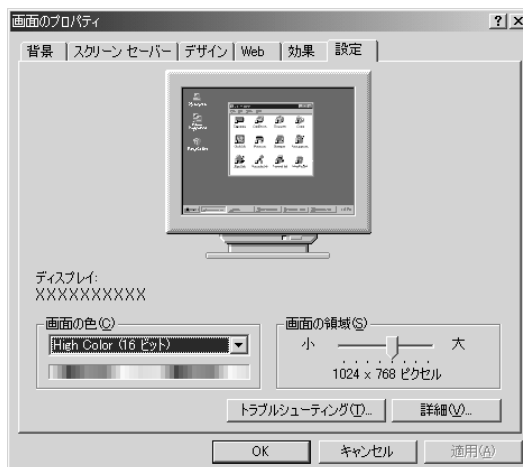 画面のプロパティ
? ×
背景 スクリーン セーバー デザイン Web 効果 設定
ディスプレイ:
XXXXXXXXXX
画面の色(C) 画面の領域(S)
High Color (16 ビット)
小 大
1024 x 768 ピクセル
トラブルシューティング(T)... 詳細(V)...
OK キャンセル 適用(A)